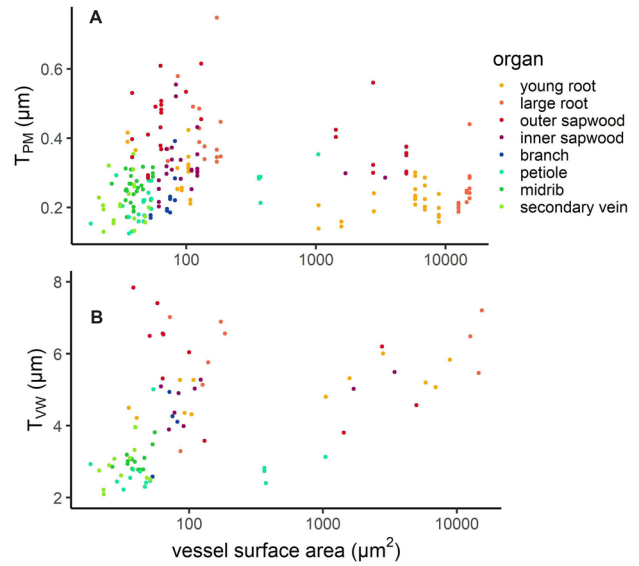 A
T_PM (µm)
0.6
0.4
0.2
100
1000
10000
organ
young root
large root
outer sapwood
inner sapwood
branch
petiole
midrib
secondary vein
B
T_VW (µm)
8
6
4
2
100
1000
10000
vessel surface area (µm²)